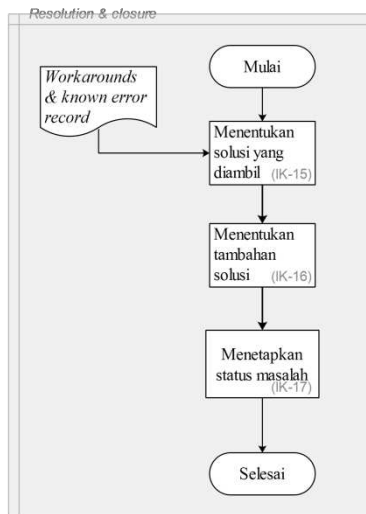 Resolution & closure
Mulai
Workarounds
& known error
record
Menentukan
solusi yang
diambil (IK-15)
Menentukan
tambahan
solusi (IK-16)
Menetapkan
status masalah
(IK-17)
Selesai